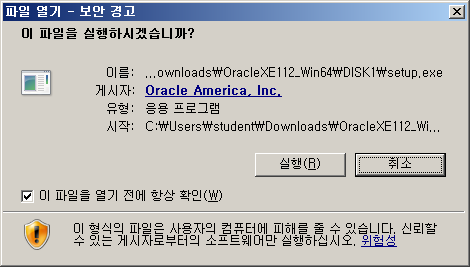 파일 열기 - 보안 경고
이 파일을 실행하시겠습니까?
이름: ...ownloads₩OracleXE112_Win64₩DISK1₩setup.exe
게시자: Oracle America, Inc.
유형: 응용 프로그램
시작: C:₩Users₩student₩Downloads₩OracleXE112_Wi...
실행(R)
취소
이 파일을 열기 전에 항상 확인(W)
이 형식의 파일은 사용자의 컴퓨터에 피해를 줄 수 있습니다. 신뢰할
수 있는 게시자로부터의 소프트웨어만 실행하십시오. 위험성